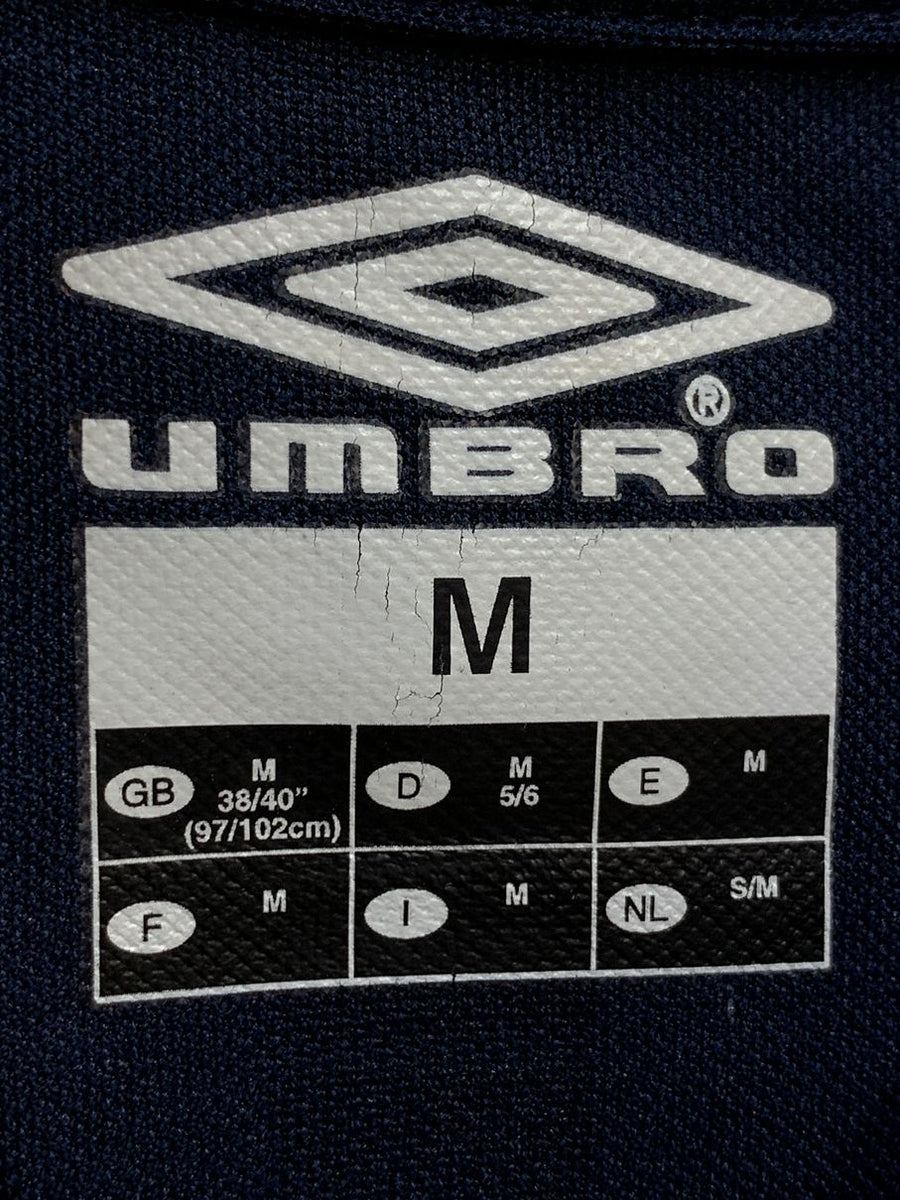 ®
UMBRO
M
GB M
38/40”
(97/102cm)
D M
5/6
E M
F M
I M
NL S/M